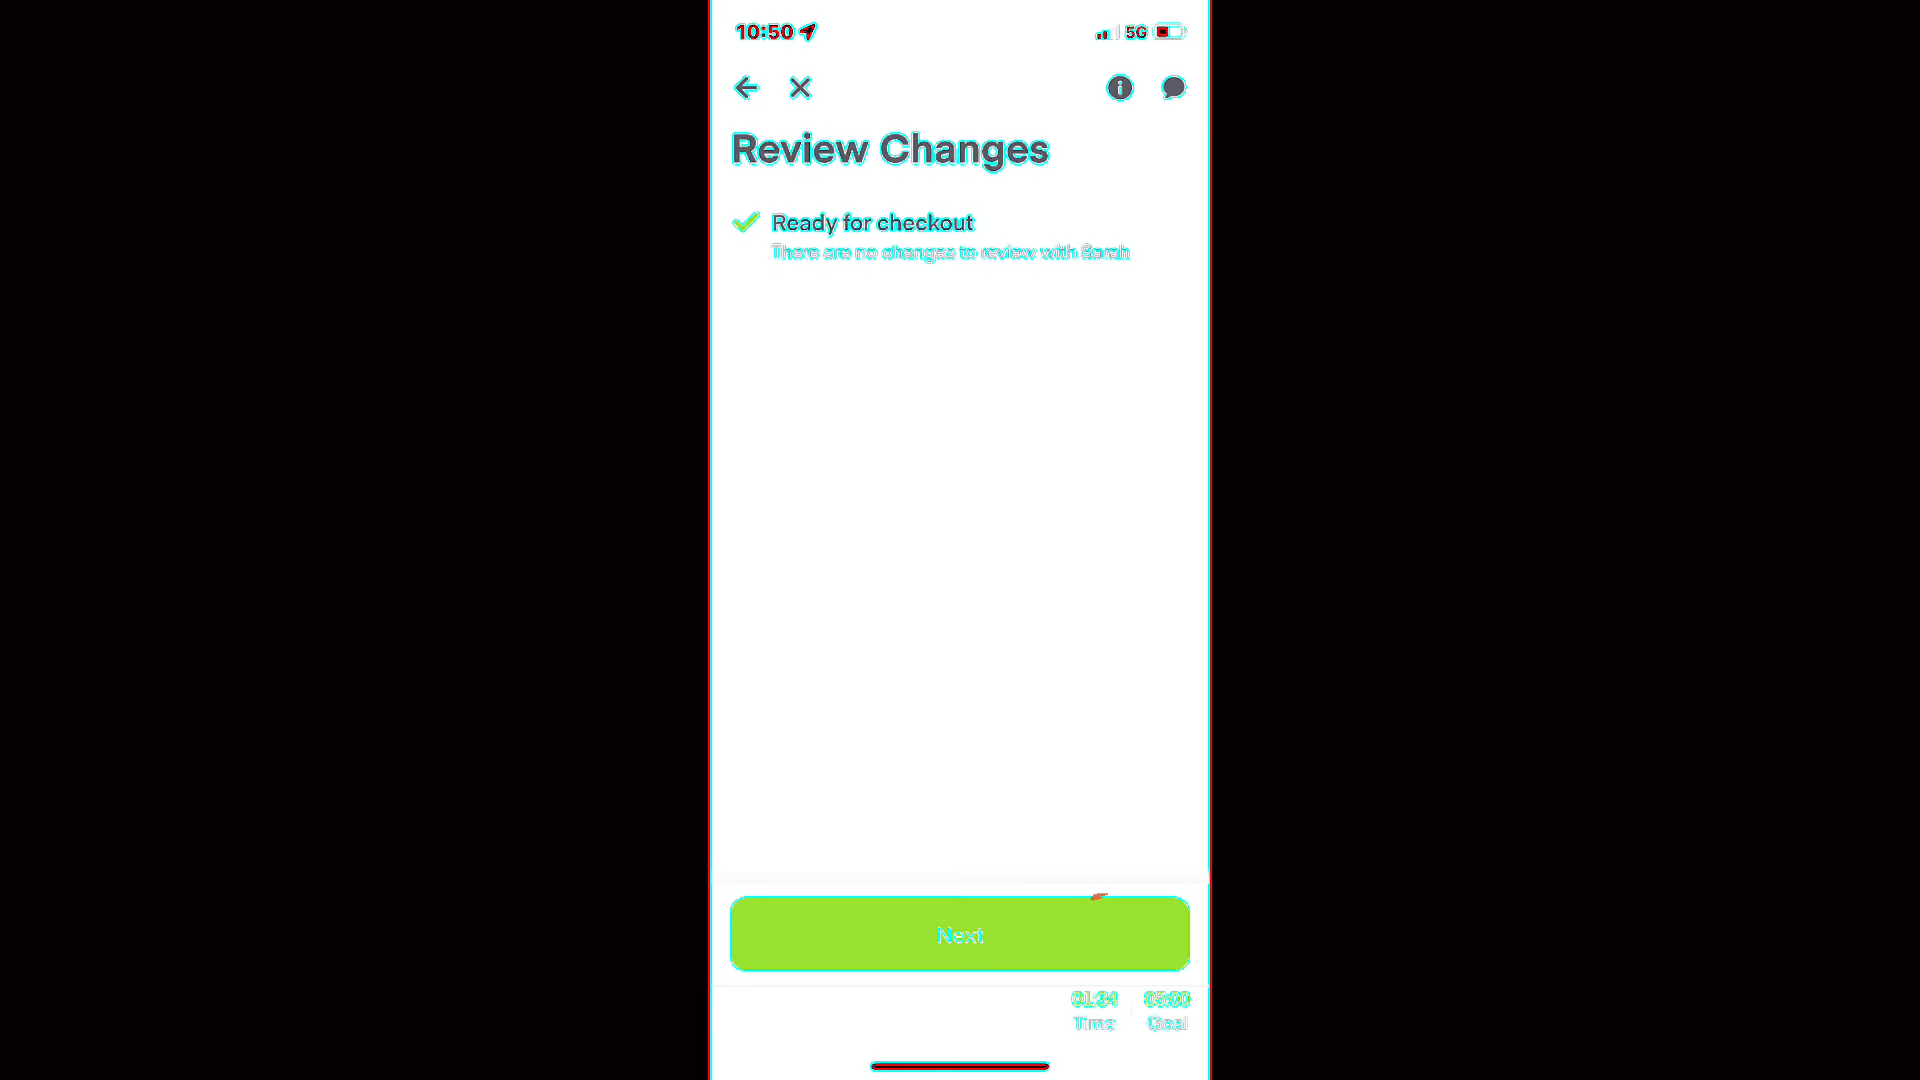 10:50
5G
Review Changes
Ready for checkout
There are no changes to review with Sarah
Next
01:34 05:00
Time Goal